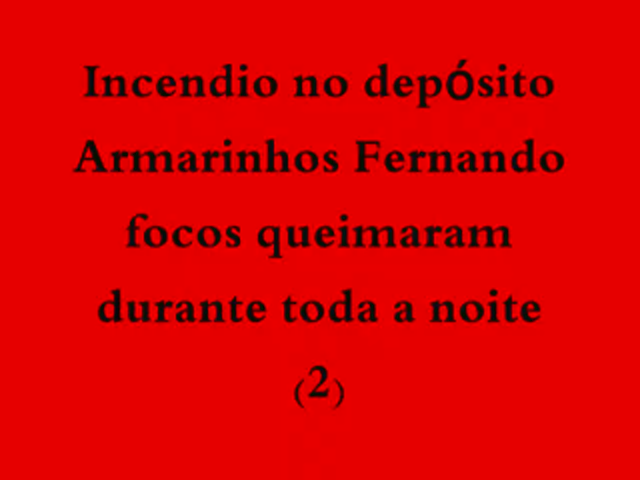 Incendio no depósito
Armarinhos Fernando
focos queimaram
durante toda a noite
(2)